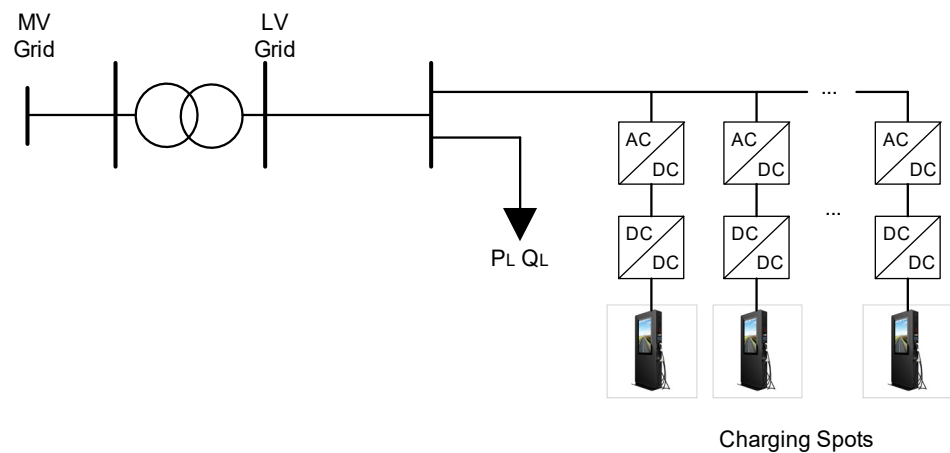 MV
Grid
LV
Grid
...
AC
DC
AC
DC
AC
DC
...
DC
DC
DC
DC
DC
DC
PL QL
Charging Spots